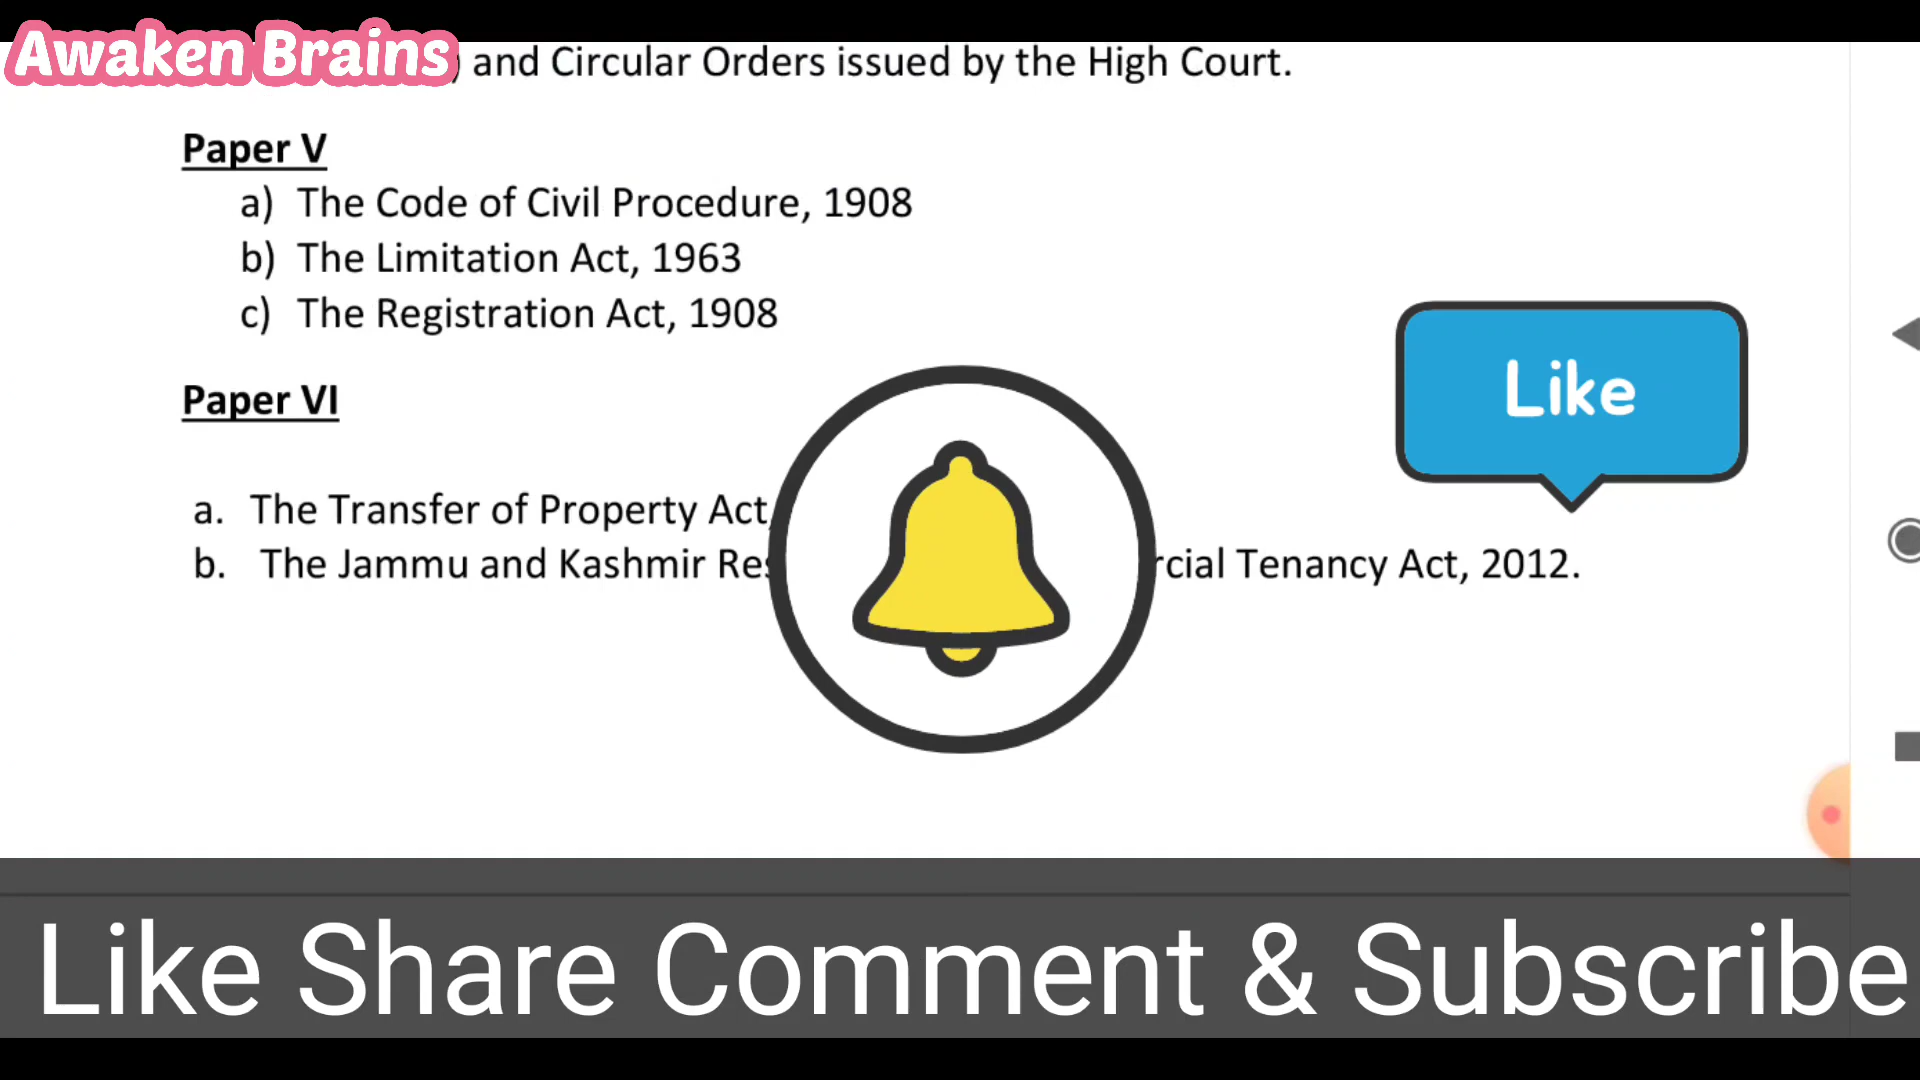 Awaken Brains
and Circular Orders issued by the High Court.
Paper V
a) The Code of Civil Procedure, 1908
b) The Limitation Act, 1963
c) The Registration Act, 1908
Like
Paper VI
a. The Transfer of Property Act,
b. The Jammu and Kashmir Tenancy Act, 2012.
Like Share Comment & Subscribe